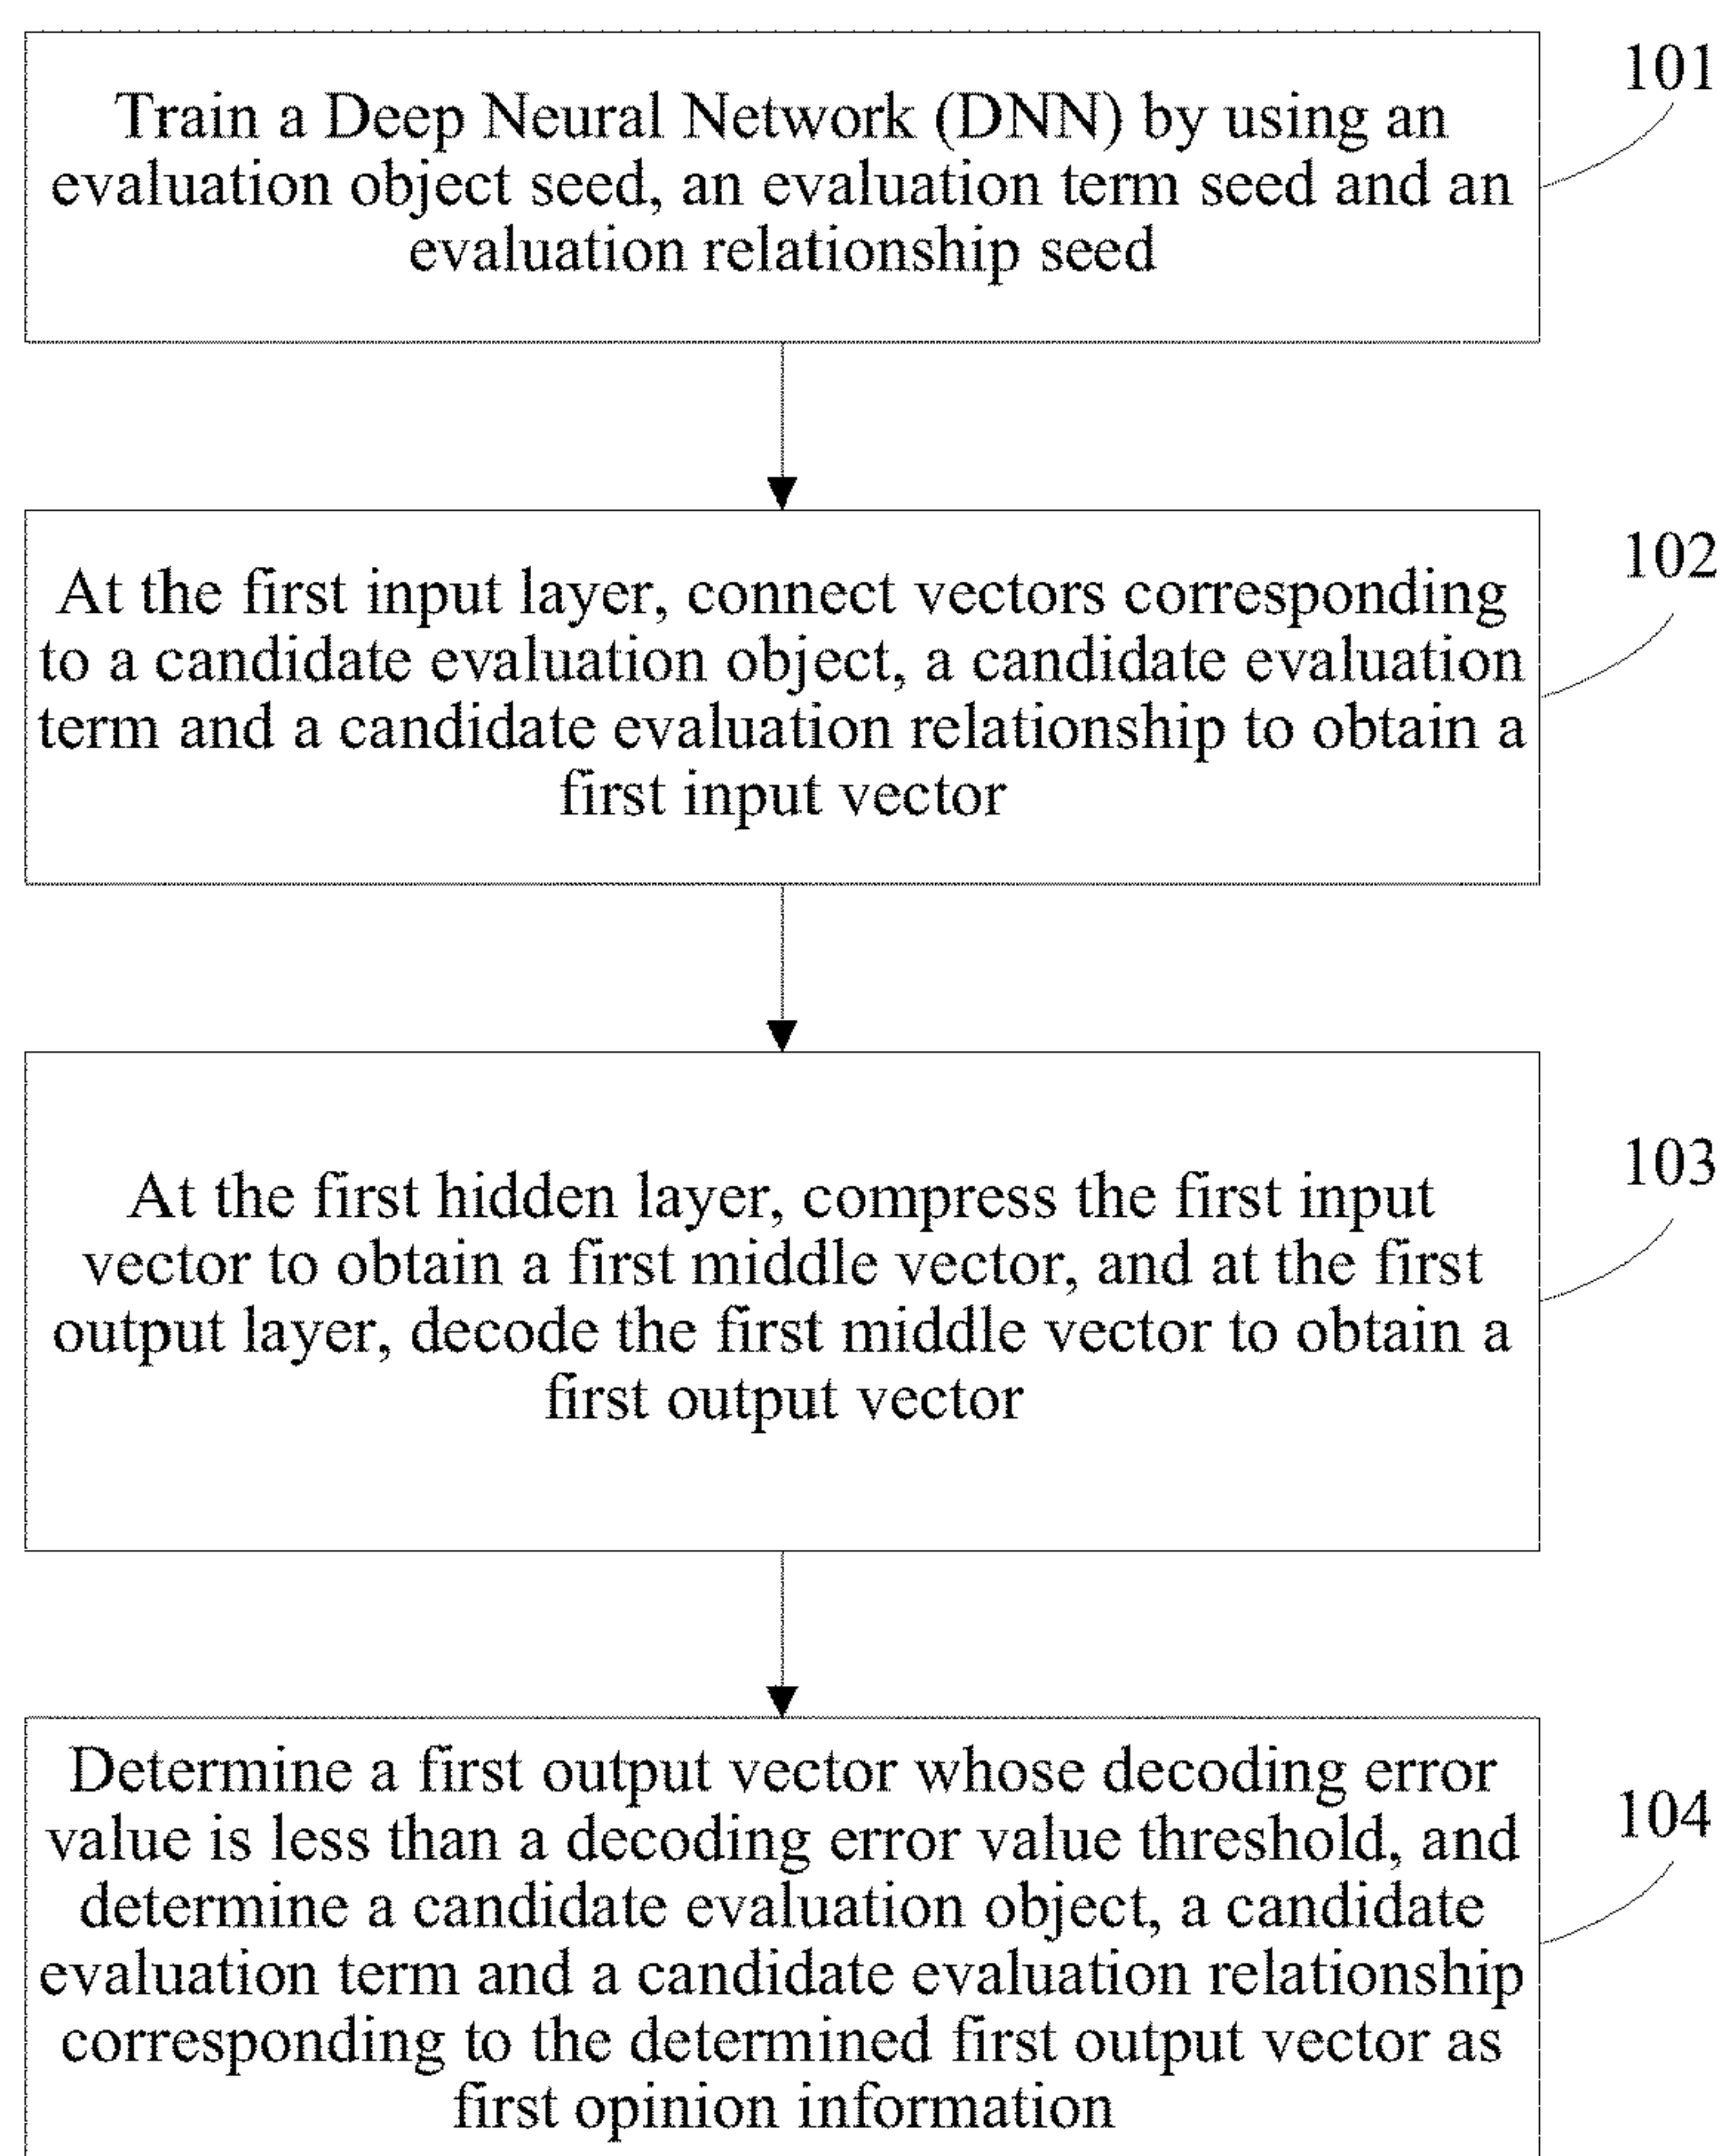 Train a Deep Neural Network (DNN) by using an
evaluation object seed, an evaluation term seed and an
evaluation relationship seed
101
At the first input layer, connect vectors corresponding
to a candidate evaluation object, a candidate evaluation
term and a candidate evaluation relationship to obtain a
first input vector
102
At the first hidden layer, compress the first input
vector to obtain a first middle vector, and at the first
output layer, decode the first middle vector to obtain a
first output vector
103
Determine a first output vector whose decoding error
value is less than a decoding error value threshold, and
determine a candidate evaluation object, a candidate
evaluation term and a candidate evaluation relationship
corresponding to the determined first output vector as
first opinion information
104